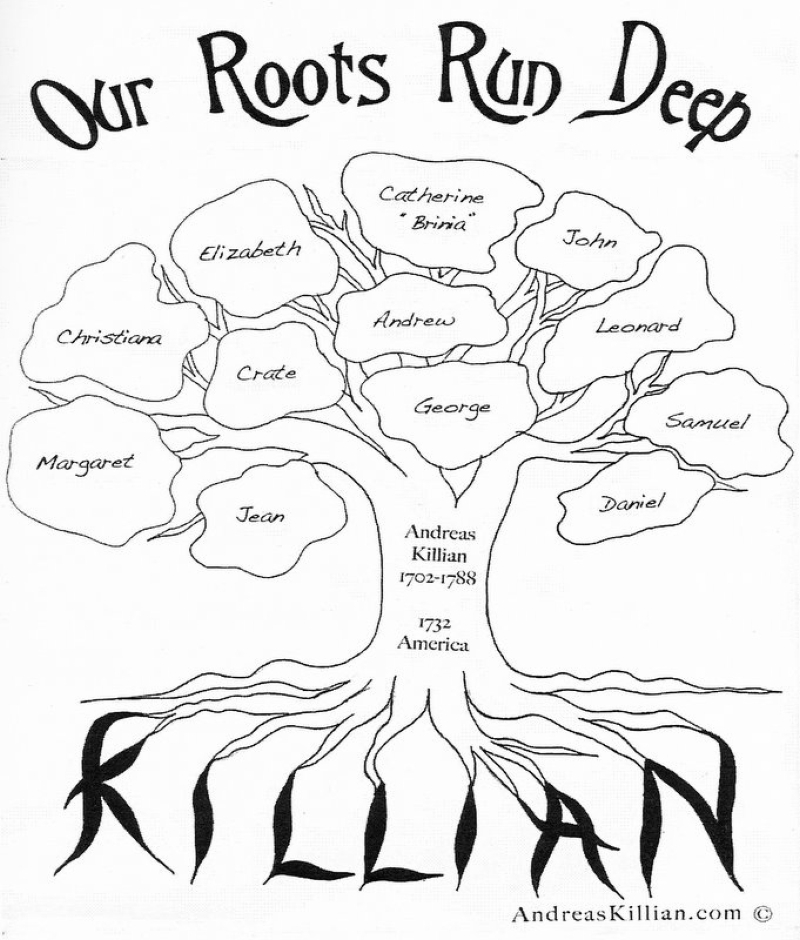 Our Roots Run Deep
Catherine
"Brinia"
Elizabeth
John
Christiana
Andrew
Leonard
Crate
George
Samuel
Margaret
Jean
Daniel
Andreas
Killian
1702-1788
1732
America
KILLIAN
AndreasKillian.com ©